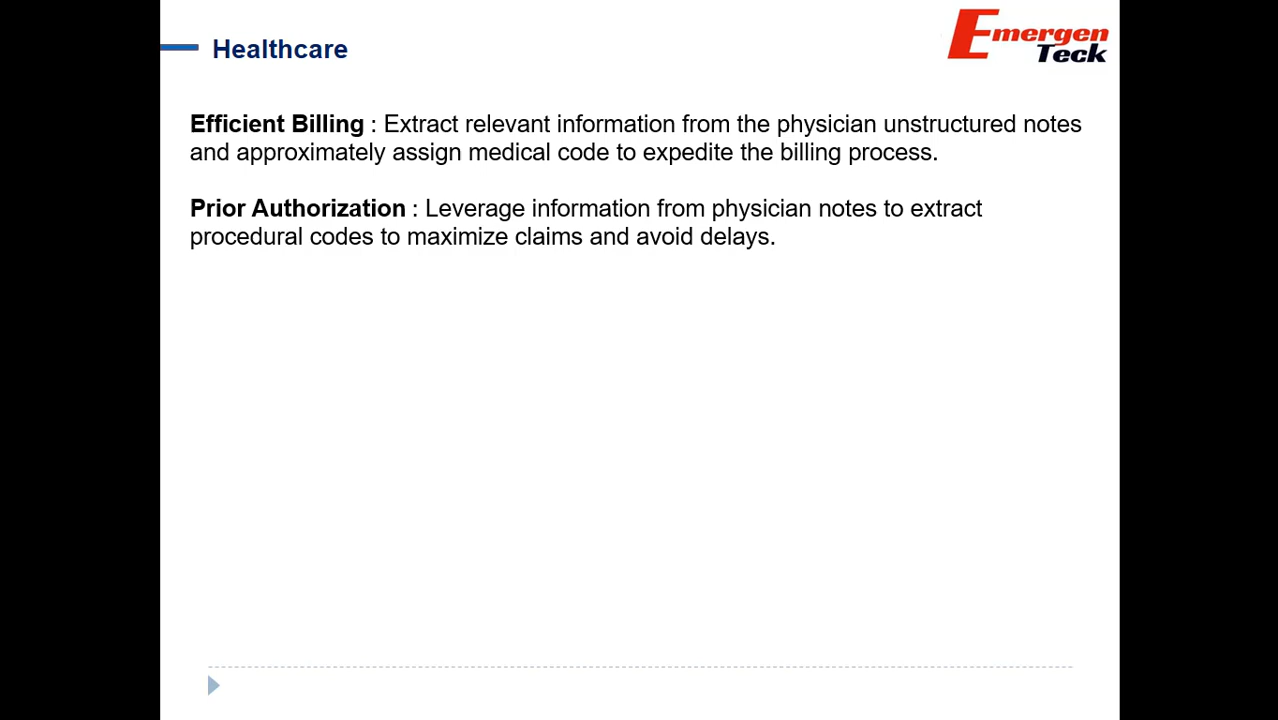 Healthcare
Emergen
Teck
Efficient Billing : Extract relevant information from the physician unstructured notes
and approximately assign medical code to expedite the billing process.
Prior Authorization : Leverage information from physician notes to extract
procedural codes to maximize claims and avoid delays.